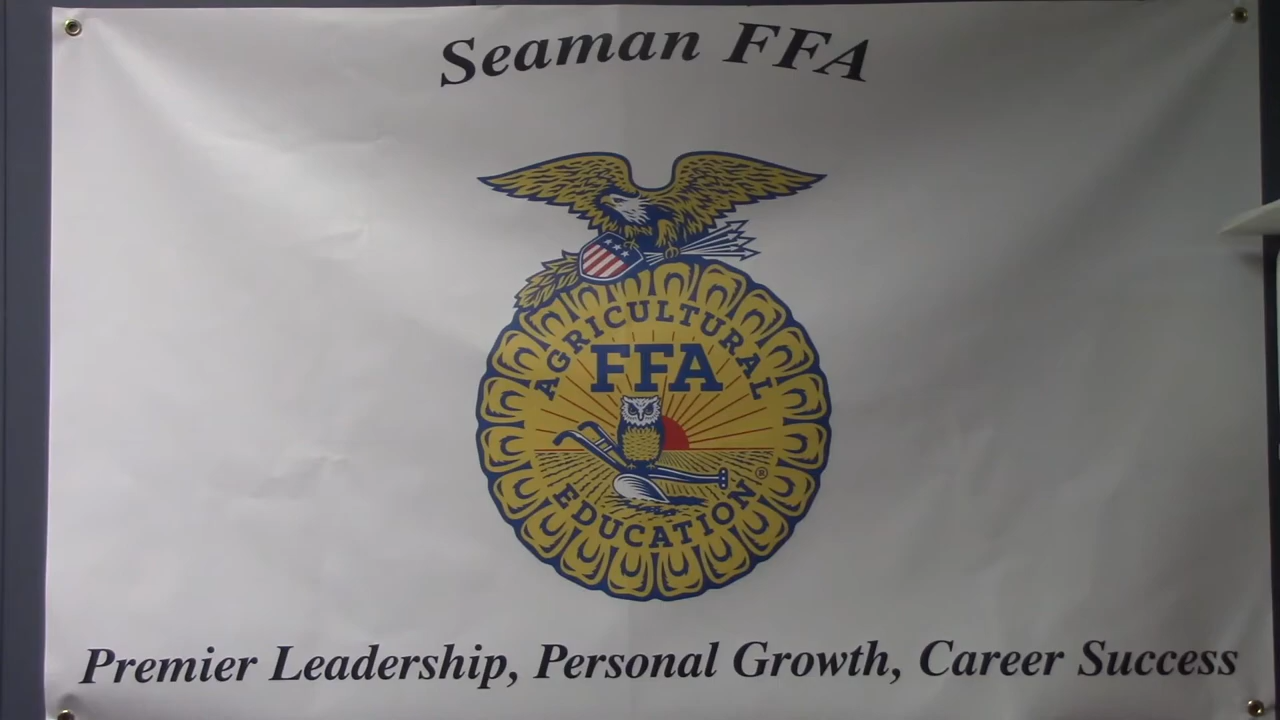 Seaman FFA
AGRICULTURAL
FFA
EDUCATION®
Premier Leadership, Personal Growth, Career Success